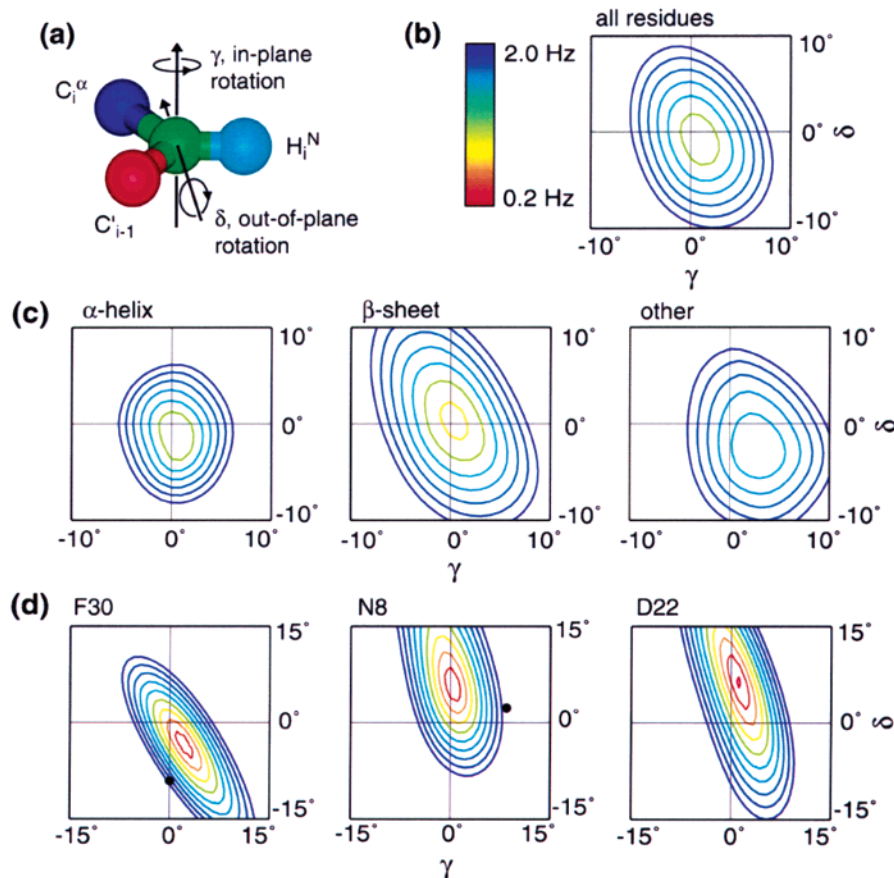 (a)
γ, in-plane
rotation
Cᵢᵅ
Hᵢᴺ
C'ᵢ₋₁
δ, out-of-plane
rotation
(b)
2.0 Hz
0.2 Hz
all residues
10°
0°
δ
-10°
-10° 0° 10°
γ
(c)
α-helix
10°
0°
-10°
-10° 0° 10°
β-sheet
10°
0°
-10°
-10° 0° 10°
γ
other
10°
0°
δ
-10°
-10° 0° 10°
(d)
F30
15°
0°
-15°
-15° 0° 15°
N8
15°
0°
-15°
-15° 0° 15°
γ
D22
15°
0°
δ
-15°
-15° 0° 15°